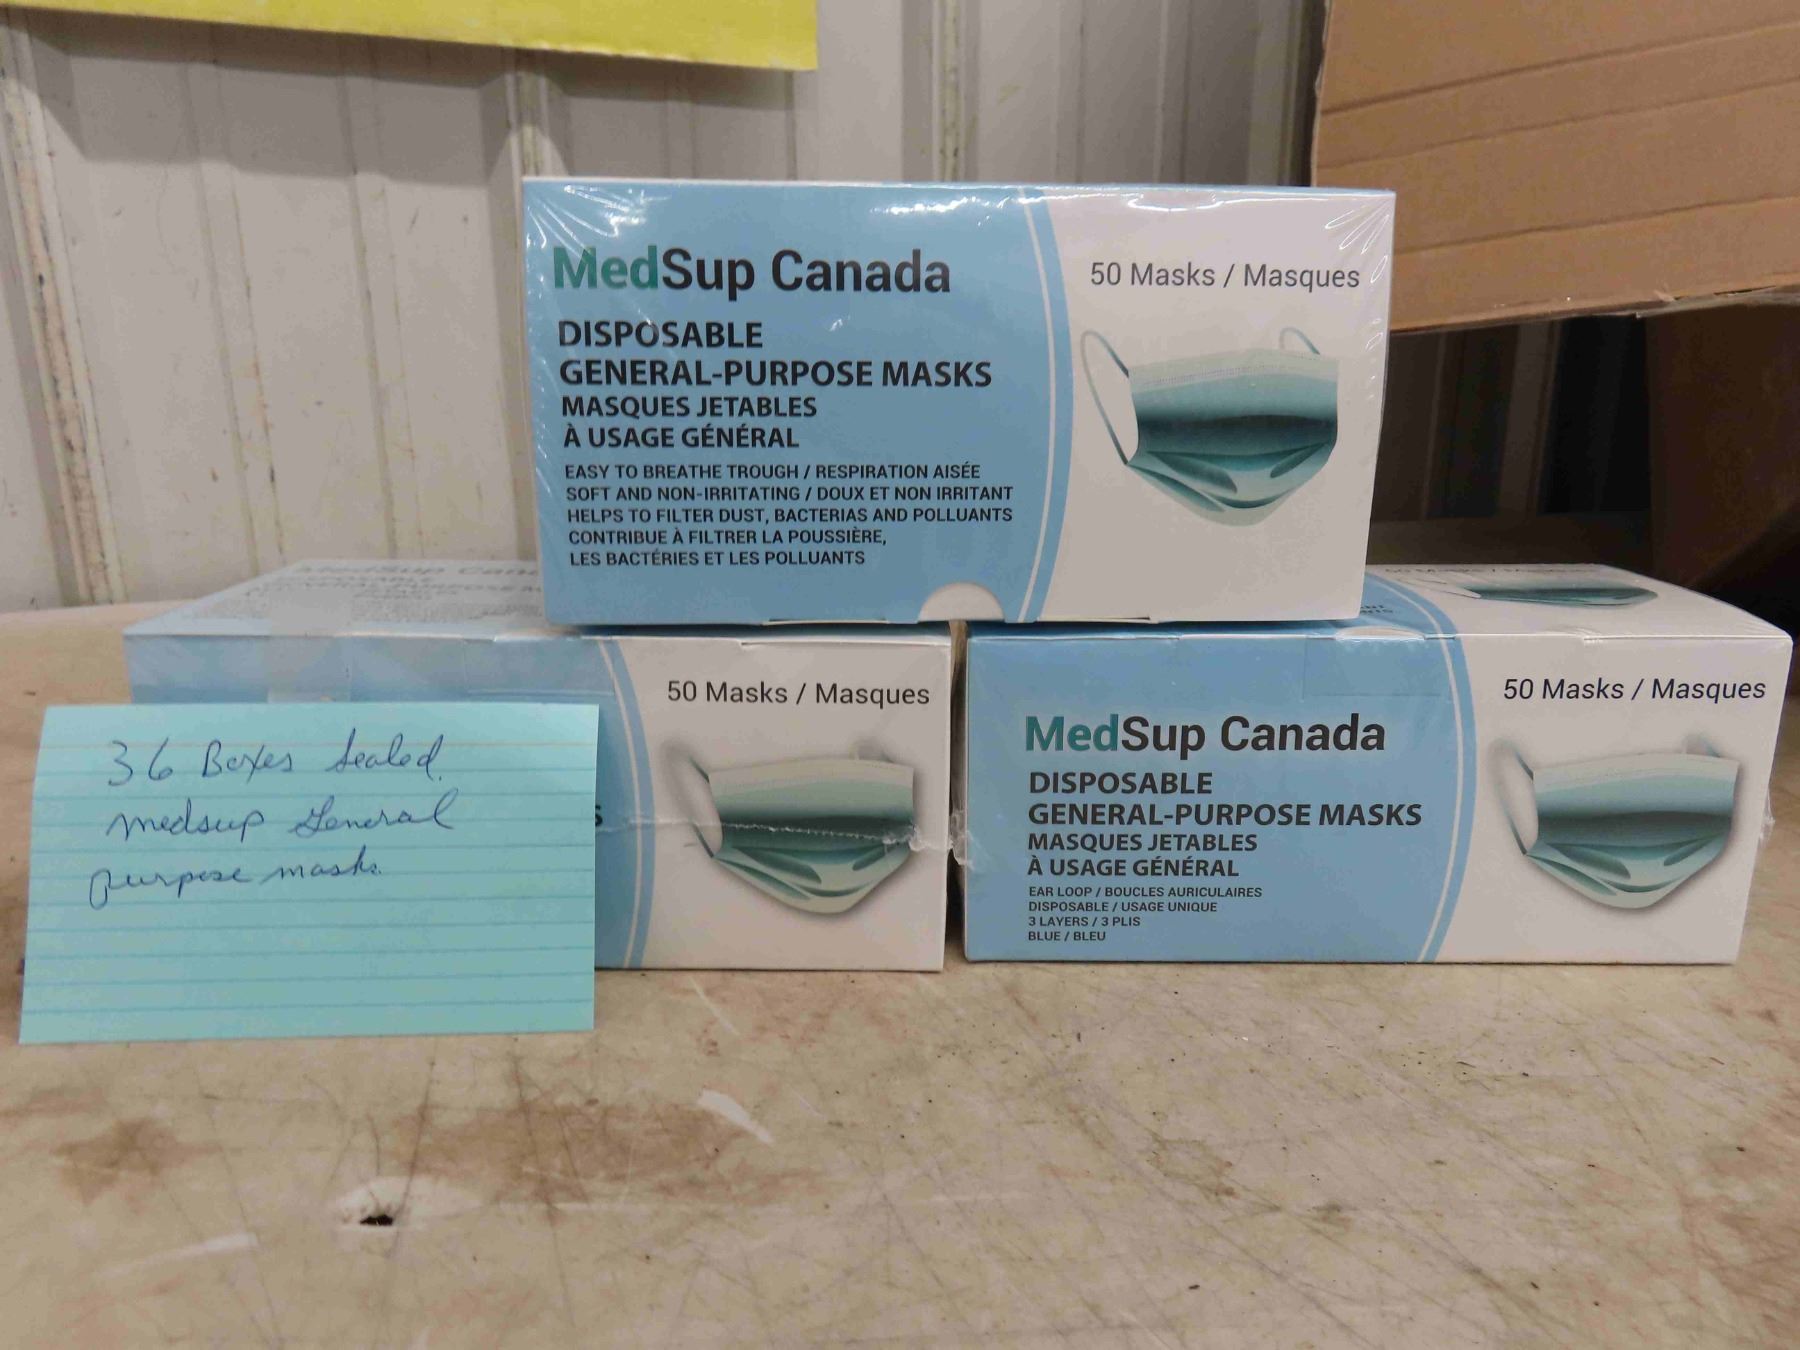 MedSup Canada
50 Masks / Masques
DISPOSABLE
GENERAL-PURPOSE MASKS
MASQUES JETABLES
À USAGE GÉNÉRAL
EASY TO BREATHE TROUGH / RESPIRATION AISÉE
SOFT AND NON-IRRITATING / DOUX ET NON IRRITANT
HELPS TO FILTER DUST, BACTERIAS AND POLLUANTS
CONTRIBUE À FILTRER LA POUSSIÈRE,
LES BACTÉRIES ET LES POLLUANTS
MedSup Can
DISPOSABLE
50 Masks / Masques
S
36 Boxes Sealed.
medsup General
purpose masks.
50 Masks / Masques
MedSup Canada
DISPOSABLE
GENERAL-PURPOSE MASKS
MASQUES JETABLES
À USAGE GÉNÉRAL
EAR LOOP / BOUCLES AURICULAIRES
DISPOSABLE / USAGE UNIQUE
3 LAYERS / 3 PLIS
BLUE / BLEU